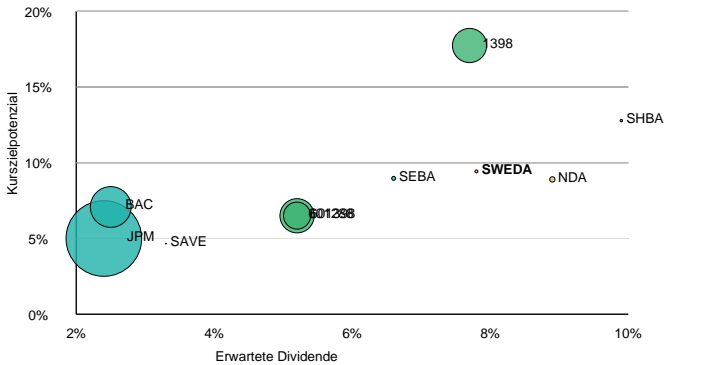 20%
1398
15%
SHBA
10%
SEBA
SWEDA
NDA
BAC
JPM
SAVE
5%
0%
2%
4%
6%
8%
10%
Kurszielpotenzial
Erwartete Dividende